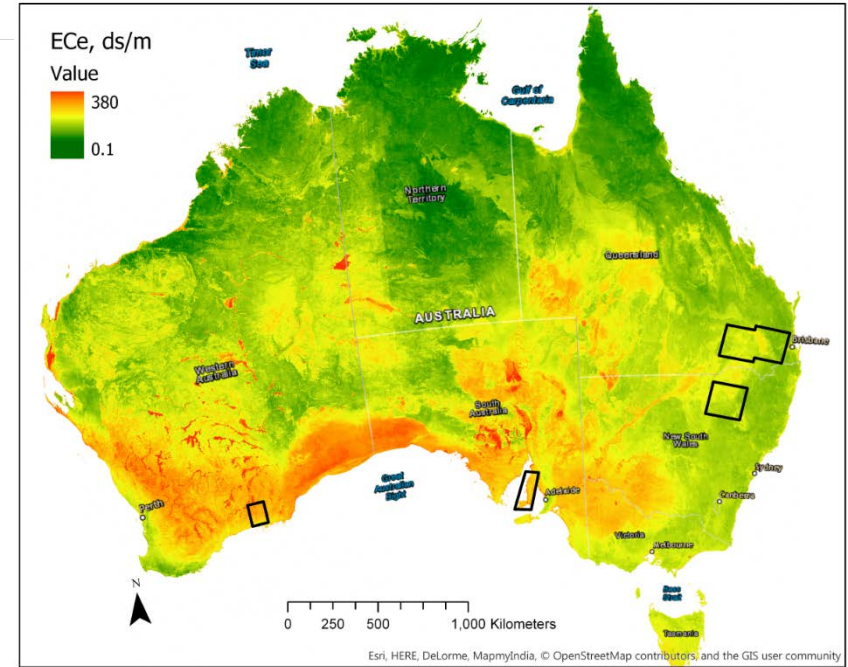 ECe, ds/m
Value
380
0.1
Timor
Sea
Gulf of
Carpentaria
Northern
Territory
Queensland
AUSTRALIA
Brisbane
Western
Australia
South
Australia
New South
Wales
Sydney
Great
Australian
Bight
Adelaide
Canberra
Perth
Victoria
Melbourne
N
Bass
Strait
Tasmania
0 250 500 1,000 Kilometers
Esri, HERE, DeLorme, MapmyIndia, © OpenStreetMap contributors, and the GIS user community